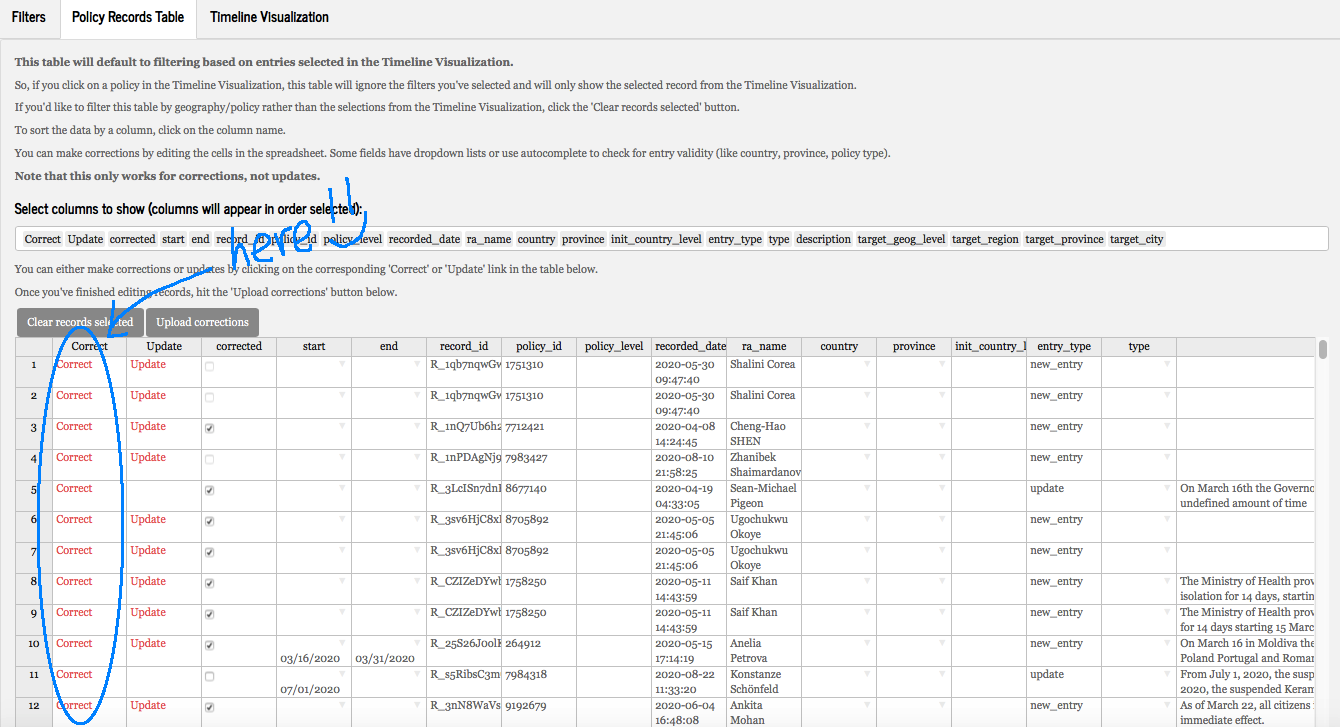 Filters Policy Records Table Timeline Visualization
This table will default to filtering based on entries selected in the Timeline Visualization.
So, if you click on a policy in the Timeline Visualization, this table will ignore the filters you've selected and will only show the selected record from the Timeline Visualization.
If you'd like to filter this table by geography/policy rather than the selections from the Timeline Visualization, click the 'Clear records selected' button.
To sort the data by a column, click on the column name.
You can make corrections by editing the cells in the spreadsheet. Some fields have dropdown lists or use autocomplete to check for entry validity (like country, province, policy type).
Note that this only works for corrections, not updates.
Select columns to show (columns will appear in order selected):
here!!
Correct Update corrected start end record_id policy_id policy_level recorded_date ra_name country province init_country_level entry_type type description target_geog_level target_region target_province target_city
You can either make corrections or updates by clicking on the corresponding 'Correct' or 'Update' link in the table below.
Once you've finished editing records, hit the 'Upload corrections' button below.
Clear records selected Upload corrections
Correct Update corrected start end record_id policy_id policy_level recorded_date ra_name country province init_country_l entry_type type
1 Correct Update R_1qb7nqwGv 1751310 2020-05-30 Shalini Corea new_entry
09:47:40
2 Correct Update R_1qb7nqwGv 1751310 2020-05-30 Shalini Corea new_entry
09:47:40
3 Correct Update R_1nQ7Ub6h2 7712421 2020-04-08 Cheng-Hao new_entry
14:24:45 SHEN
4 Correct Update R_1nPDAgNj9 7983427 2020-08-10 Zhanibek new_entry
21:58:25 Shaimardanov
5 Correct R_3LcISn7dnI 8677140 2020-04-19 Sean-Michael update On March 16th the Governo
04:33:05 Pigeon undefined amount of time
6 Correct Update R_3sv6HjC8x 8705892 2020-05-05 Ugochukwu new_entry
21:45:06 Okoye
7 Correct Update R_3sv6HjC8x 8705892 2020-05-05 Ugochukwu new_entry
21:45:06 Okoye
8 Correct Update R_CZIZeDYwl 1758250 2020-05-11 Saif Khan new_entry The Ministry of Health prov
14:43:59 isolation for 14 days, startin
9 Correct Update R_CZIZeDYwl 1758250 2020-05-11 Saif Khan new_entry The Ministry of Health prov
14:43:59 for 14 days starting 15 Marc
10 Correct Update R_25S26JoolK 264912 2020-05-15 Anelia new_entry On March 16 in Moldiva the
03/16/2020 03/31/2020 17:14:19 Petrova Poland Portugal and Romar
11 Correct R_s5RibsC3m 7984318 2020-08-22 Konstanze update From July 1, 2020, the susp
07/01/2020 11:33:20 Schönfeld 2020, the suspended Keram
12 Correct Update R_3nN8WaVs 9192679 2020-06-04 Ankita new_entry As of March 22, all citizens
16:48:08 Mohan immediate effect.